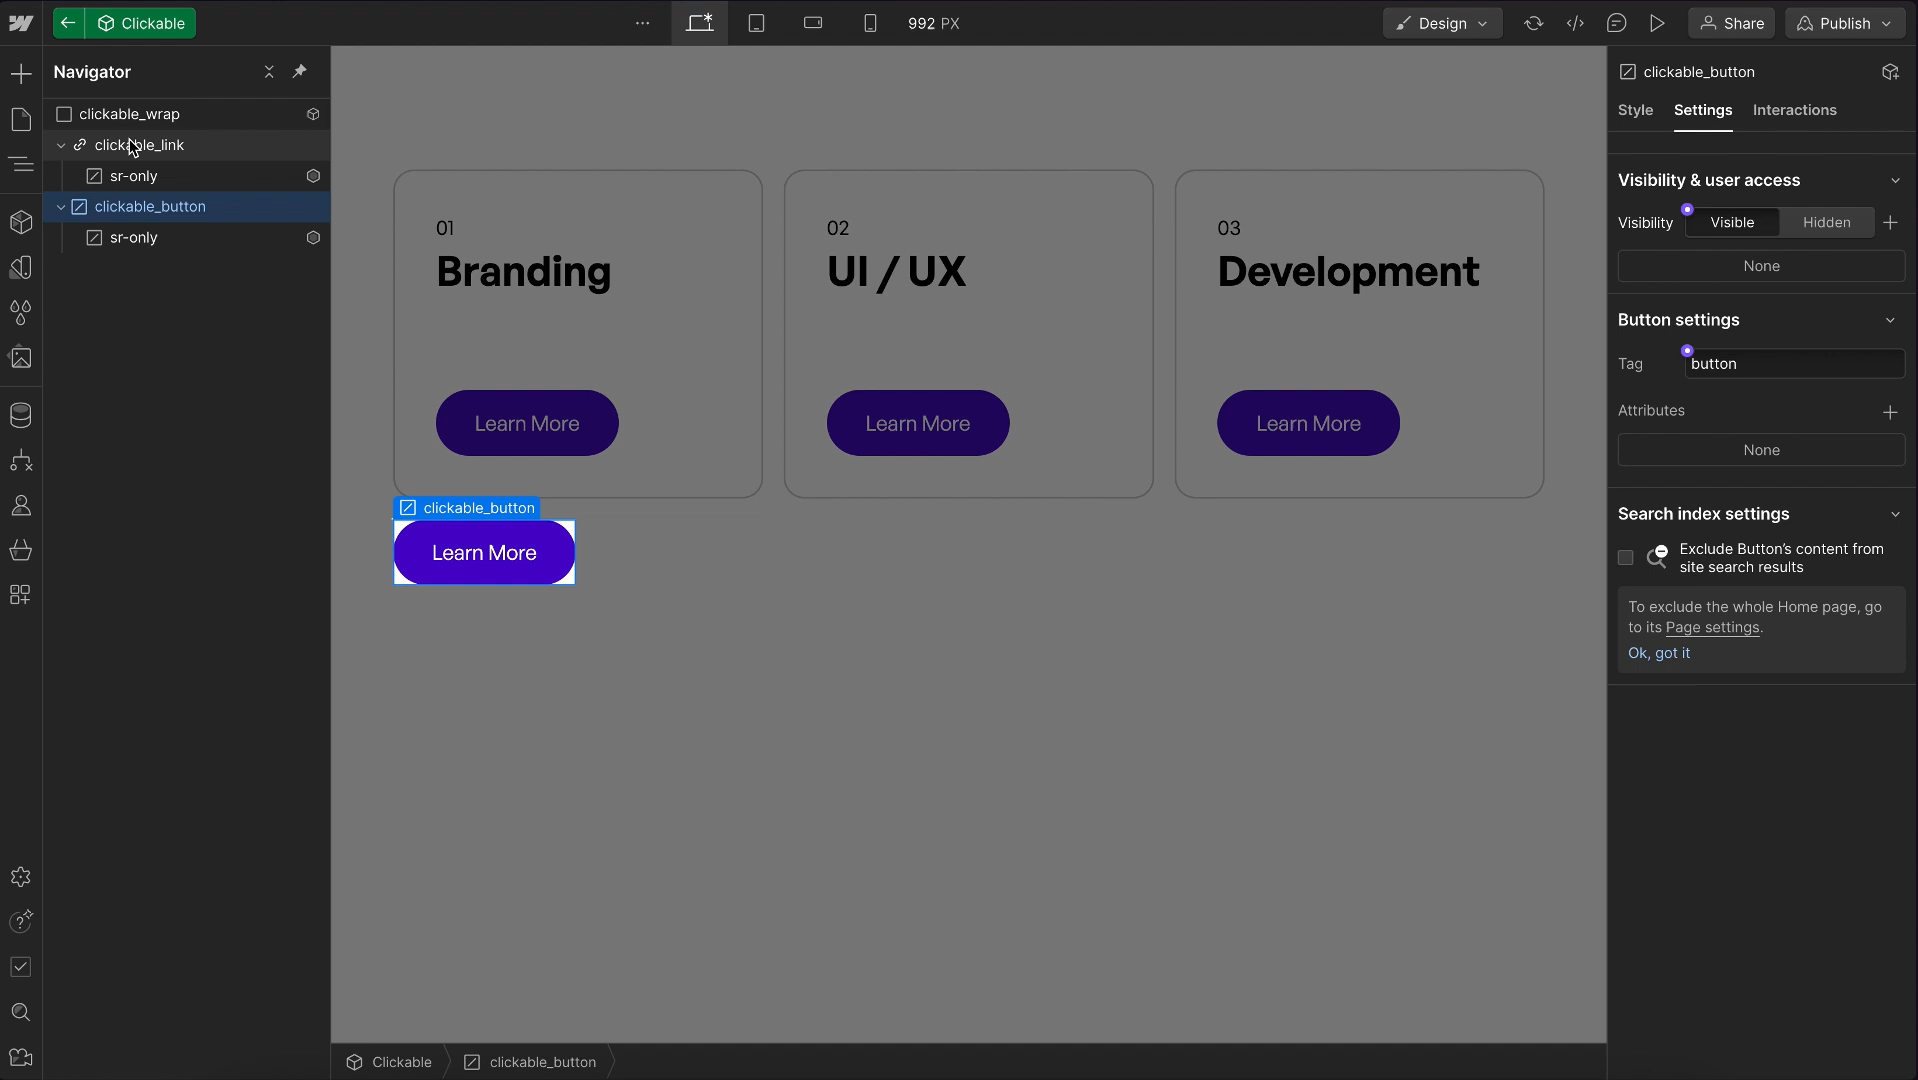 Clickable
992 PX
Design
Share
Publish
Navigator
clickable_wrap
clickable_link
sr-only
clickable_button
sr-only
01
Branding
Learn More
02
UI / UX
Learn More
03
Development
Learn More
clickable_button
Learn More
clickable_button
Style
Settings
Interactions
Visibility & user access
Visibility
Visible
Hidden
None
Button settings
Tag
button
Attributes
None
Search index settings
Exclude Button's content from
site search results
To exclude the whole Home page, go
to its Page settings.
Ok, got it
Clickable
clickable_button